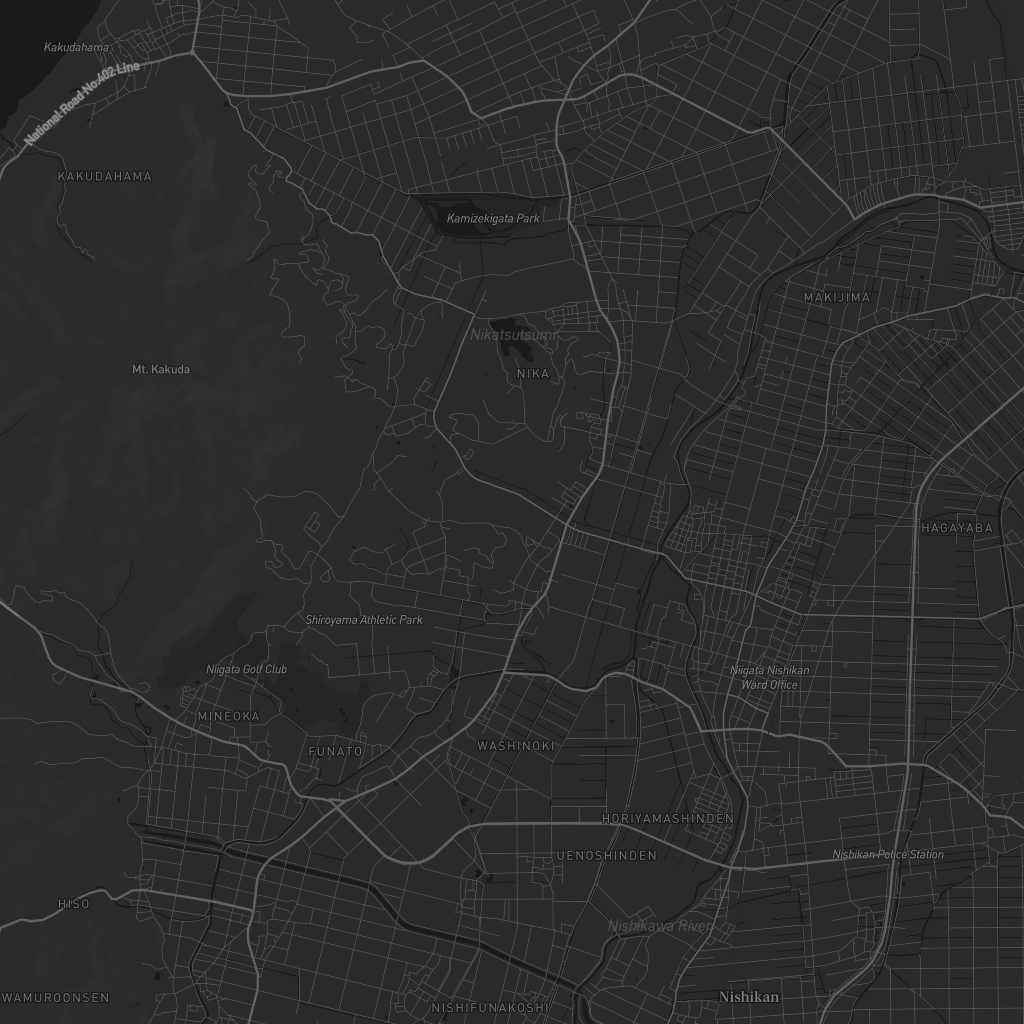 Kakudahama
National Road No.402 Line
KAKUDAHAMA
Kamizekigata Park
MAKIJIMA
Nikatsutsumi
NIKA
Mt. Kakuda
HAGAYABA
Shiroyama Athletic Park
Niigata Golf Club
Niigata Nishikan
Ward Office
MINEOKA
FUNATO
WASHINOKI
HORIYAMASHINDEN
UENOSHINDEN
Nishikan Police Station
HISO
Nishikawa River
Nishikan
WAMUROONSEN
NISHIFUNAKOSHI